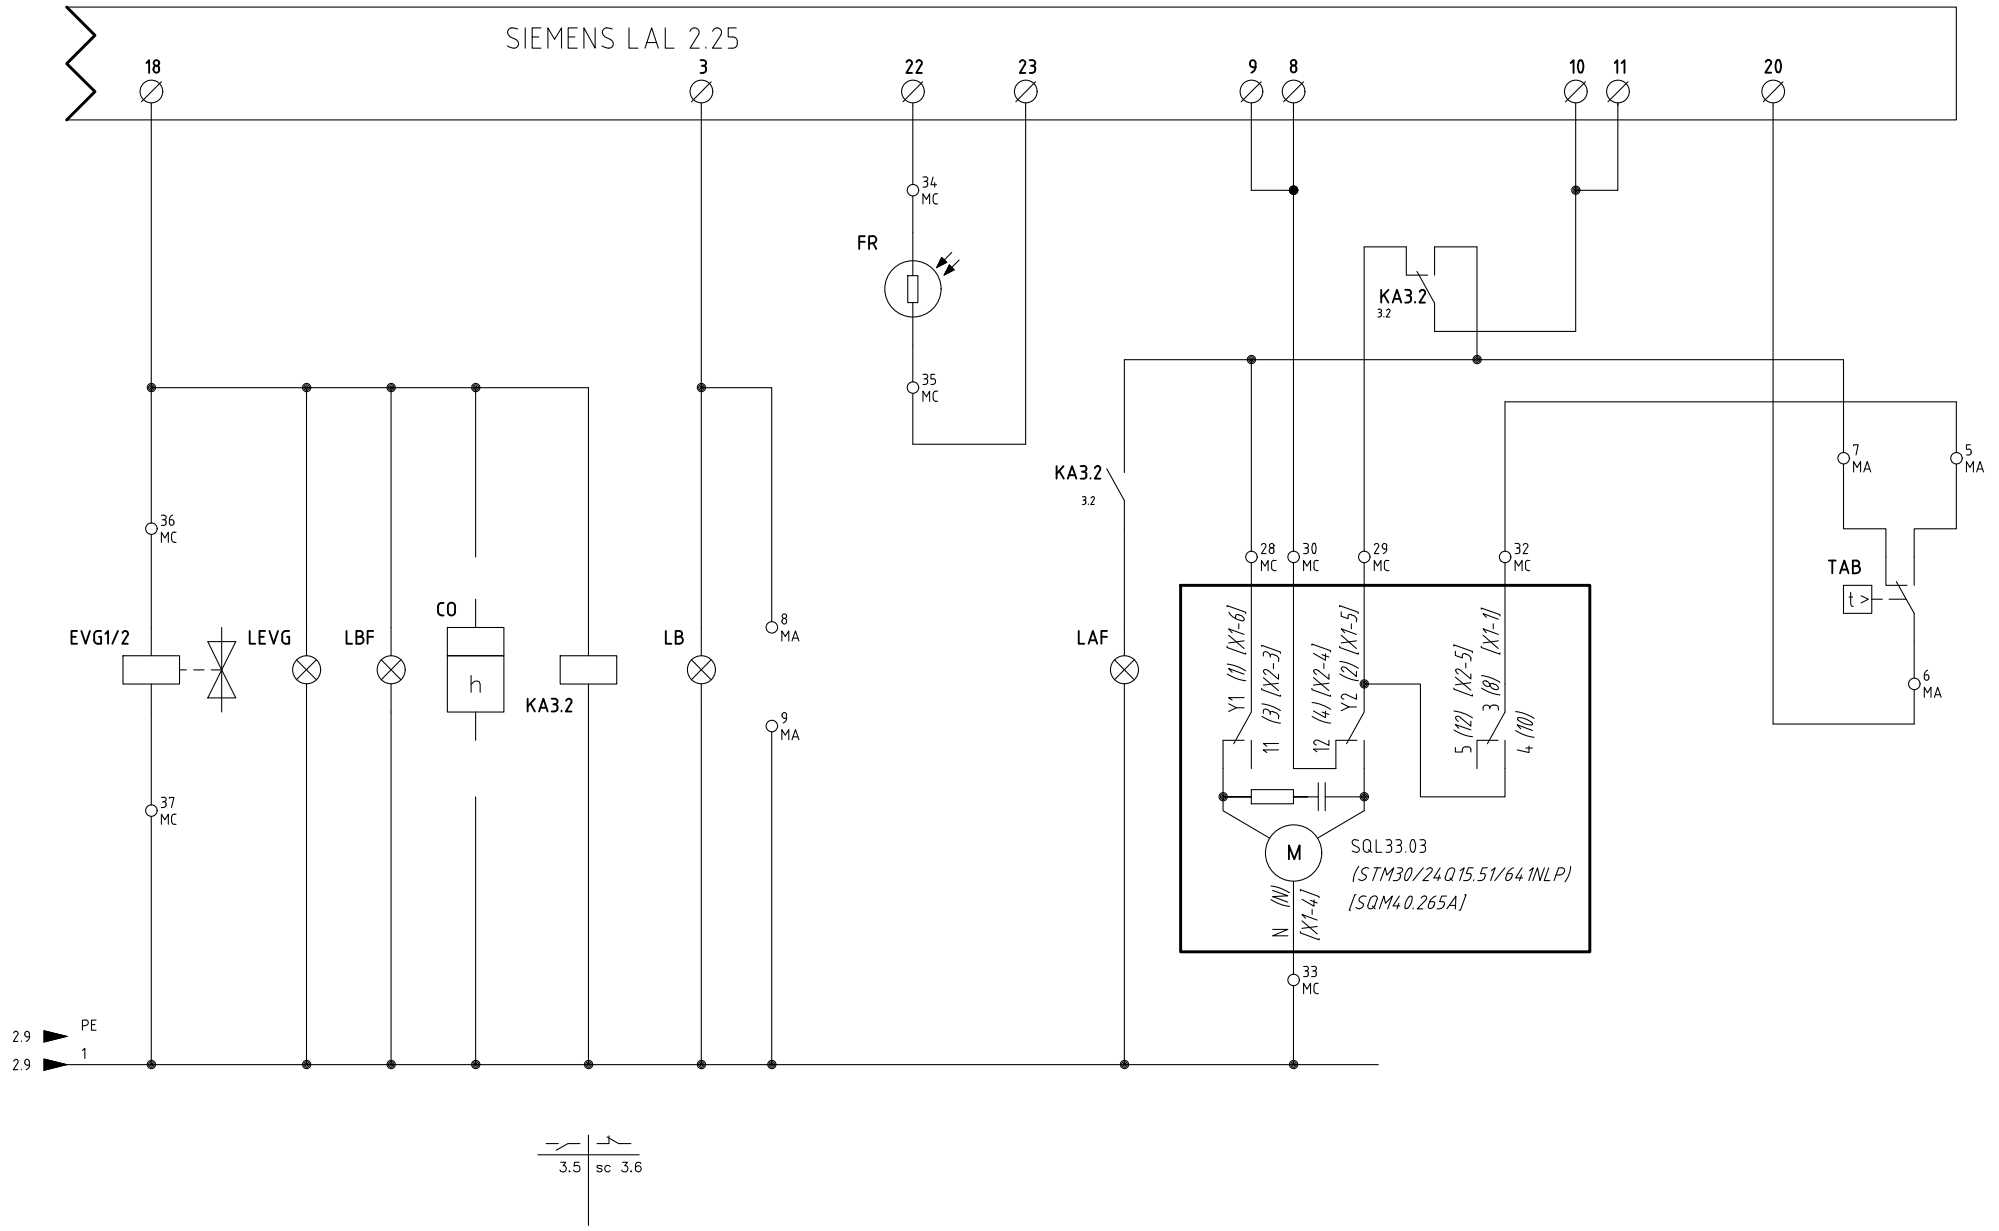 SIEMENS LAL 2.25
18
3
22
23
9
8
10
11
20
34
MC
FR
KA3.2
3.2
35
MC
7
MA
5
MA
KA3.2
3.2
36
MC
28
MC
30
MC
29
MC
32
MC
TAB
t >
CO
8
MA
EVG1/2
LEVG
LBF
h
KA3.2
LB
LAF
6
MA
9
MA
Y1 (1) [X1-6]
11 (3) [X2-3]
12 (4) [X2-4]
Y2 (2) [X1-5]
5 (12) [X2-5]
3 (8) [X1-1]
4 (10)
37
MC
M
SQL33.03
(STM30/24Q15.51/641NLP)
[SQM40.265A]
N (N)
[X1-4]
33
MC
2.9
PE
2.9
1
3.5
sc 3.6